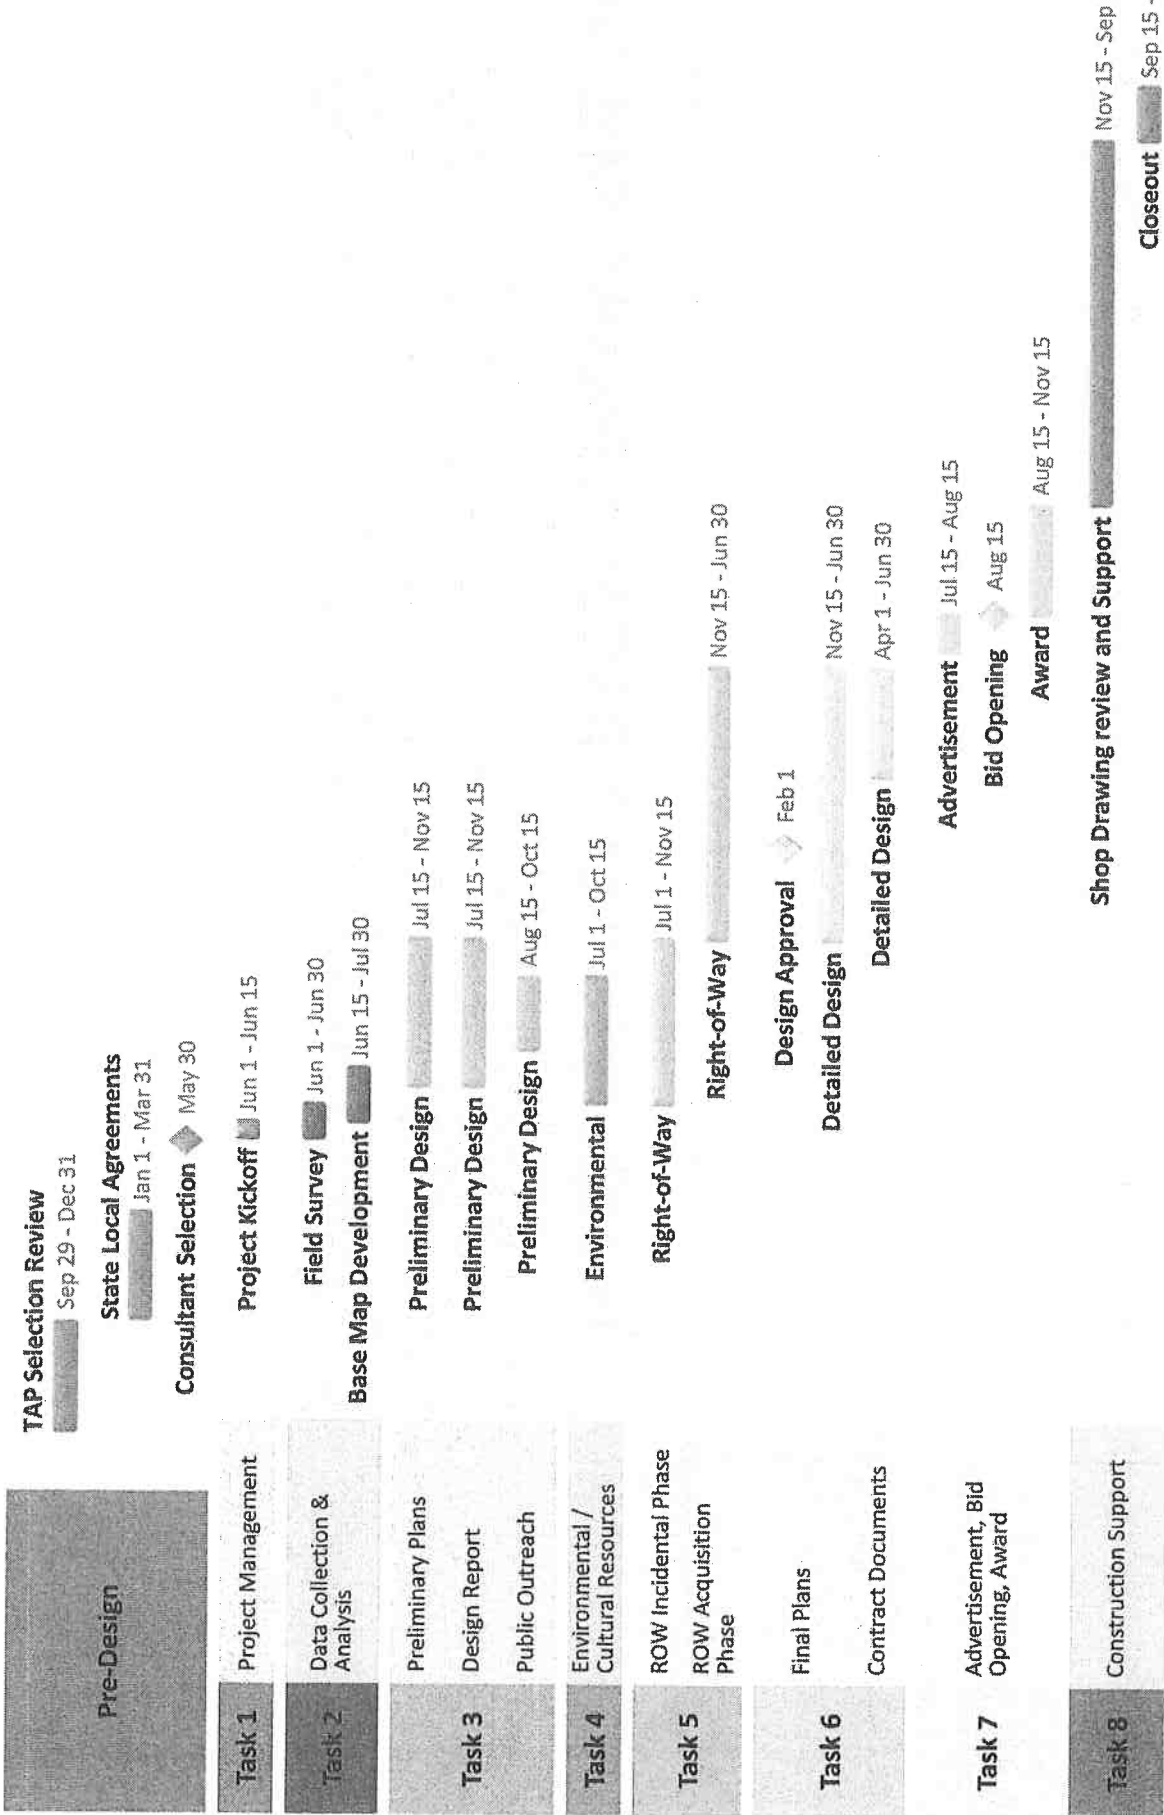 Pre-Design
TAP Selection Review
Sep 29 - Dec 31
State Local Agreements
Jan 1 - Mar 31
Consultant Selection
May 30
Task 1
Project Management
Project Kickoff
Jun 1 - Jun 15
Task 2
Data Collection &
Analysis
Field Survey
Jun 1 - Jun 30
Base Map Development
Jun 15 - Jul 30
Task 3
Preliminary Plans
Preliminary Design
Jul 15 - Nov 15
Design Report
Preliminary Design
Jul 15 - Nov 15
Public Outreach
Preliminary Design
Aug 15 - Oct 15
Task 4
Environmental /
Cultural Resources
Environmental
Jul 1 - Oct 15
Task 5
ROW Incidental Phase
Right-of-Way
Jul 1 - Nov 15
ROW Acquisition
Phase
Right-of-Way
Nov 15 - Jun 30
Task 6
Design Approval
Feb 1
Final Plans
Detailed Design
Nov 15 - Jun 30
Contract Documents
Detailed Design
Apr 1 - Jun 30
Task 7
Advertisement, Bid
Opening, Award
Advertisement
Jul 15 - Aug 15
Bid Opening
Aug 15
Award
Aug 15 - Nov 15
Task 8
Construction Support
Shop Drawing review and Support
Nov 15 - Sep
Closeout
Sep 15 -